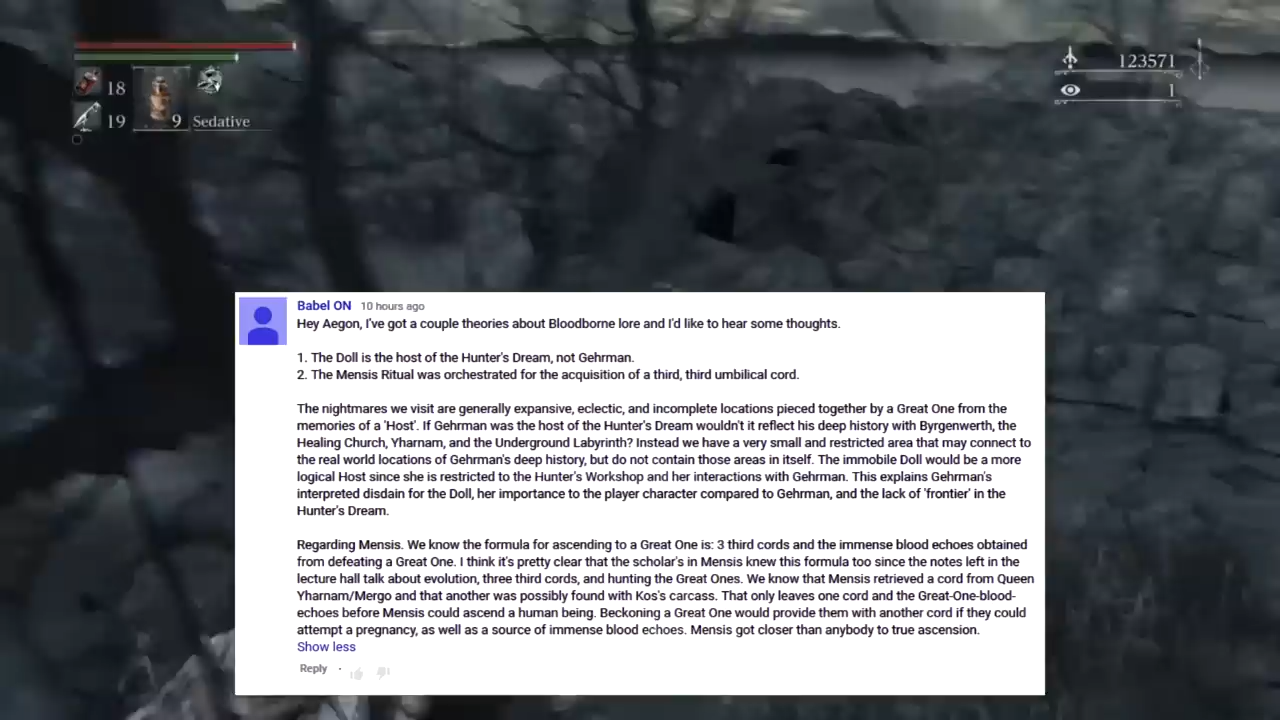 18
19
9 Sedative
123571
1
Babel ON 10 hours ago
Hey Aegon, I've got a couple theories about Bloodborne lore and I'd like to hear some thoughts.
1. The Doll is the host of the Hunter's Dream, not Gehrman.
2. The Mensis Ritual was orchestrated for the acquisition of a third, third umbilical cord.
The nightmares we visit are generally expansive, eclectic, and incomplete locations pieced together by a Great One from the
memories of a 'Host'. If Gehrman was the host of the Hunter's Dream wouldn't it reflect his deep history with Byrgenwerth, the
Healing Church, Yharnam, and the Underground Labyrinth? Instead we have a very small and restricted area that may connect to
the real world locations of Gehrman's deep history, but do not contain those areas in itself. The immobile Doll would be a more
logical Host since she is restricted to the Hunter's Workshop and her interactions with Gehrman. This explains Gehrman's
interpreted disdain for the Doll, her importance to the player character compared to Gehrman, and the lack of 'frontier' in the
Hunter's Dream.
Regarding Mensis. We know the formula for ascending to a Great One is: 3 third cords and the immense blood echoes obtained
from defeating a Great One. I think it's pretty clear that the scholar's in Mensis knew this formula too since the notes left in the
lecture hall talk about evolution, three third cords, and hunting the Great Ones. We know that Mensis retrieved a cord from Queen
Yharnam/Mergo and that another was possibly found with Kos's carcass. That only leaves one cord and the Great-One-blood-
echoes before Mensis could ascend a human being. Beckoning a Great One would provide them with another cord if they could
attempt a pregnancy, as well as a source of immense blood echoes. Mensis got closer than anybody to true ascension.
Show less
Reply ·